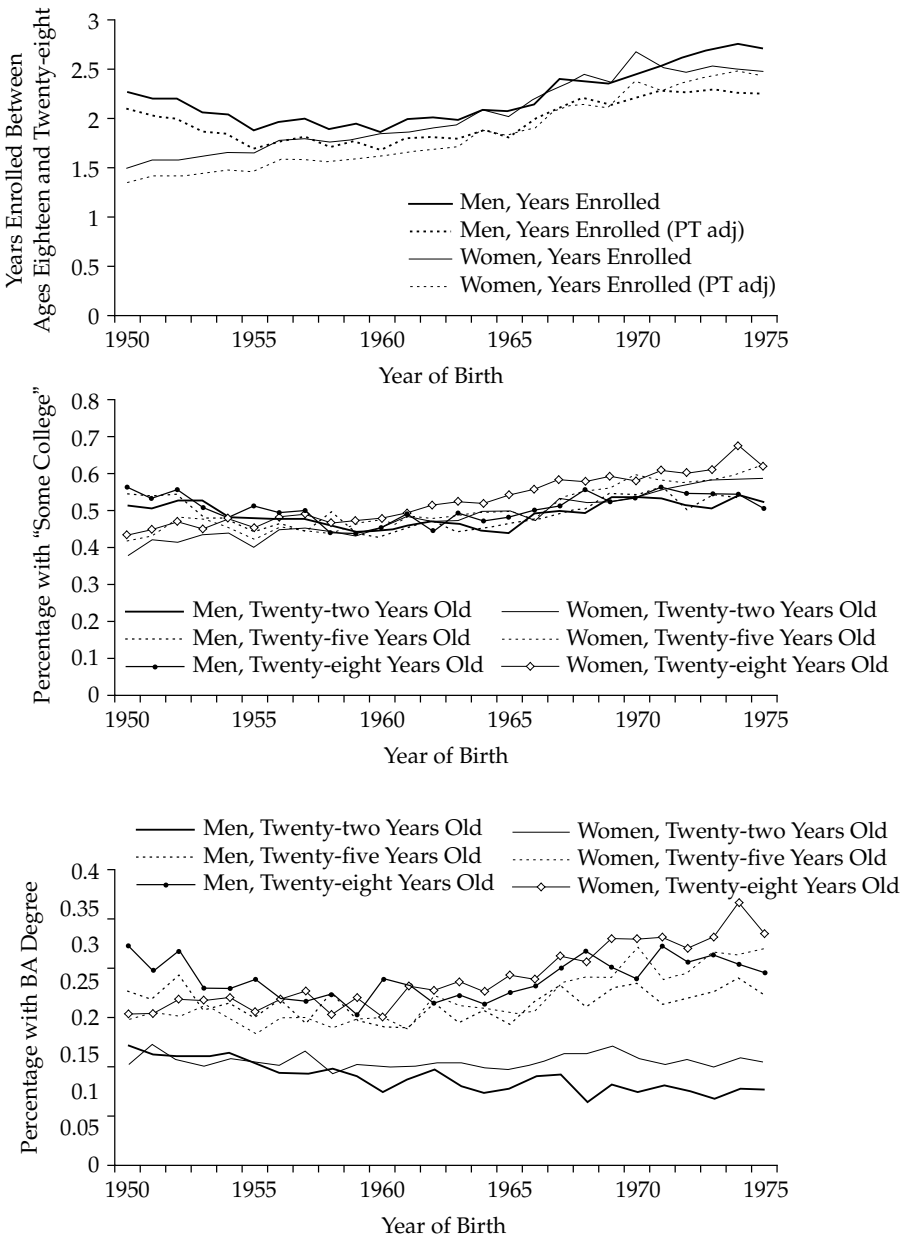 Years Enrolled Between
Ages Eighteen and Twenty-eight
3
2.5
2
1.5
1
0.5
0
Men, Years Enrolled
Men, Years Enrolled (PT adj)
Women, Years Enrolled
Women, Years Enrolled (PT adj)
1950 1955 1960 1965 1970 1975
Year of Birth
Percentage with “Some College”
0.8
0.7
0.6
0.5
0.4
0.3
0.2
0.1
0
Men, Twenty-two Years Old Women, Twenty-two Years Old
Men, Twenty-five Years Old Women, Twenty-five Years Old
Men, Twenty-eight Years Old Women, Twenty-eight Years Old
1950 1955 1960 1965 1970 1975
Year of Birth
Men, Twenty-two Years Old Women, Twenty-two Years Old
Men, Twenty-five Years Old Women, Twenty-five Years Old
Men, Twenty-eight Years Old Women, Twenty-eight Years Old
Percentage with BA Degree
0.4
0.35
0.3
0.25
0.2
0.15
0.1
0.05
0
1950 1955 1960 1965 1970 1975
Year of Birth